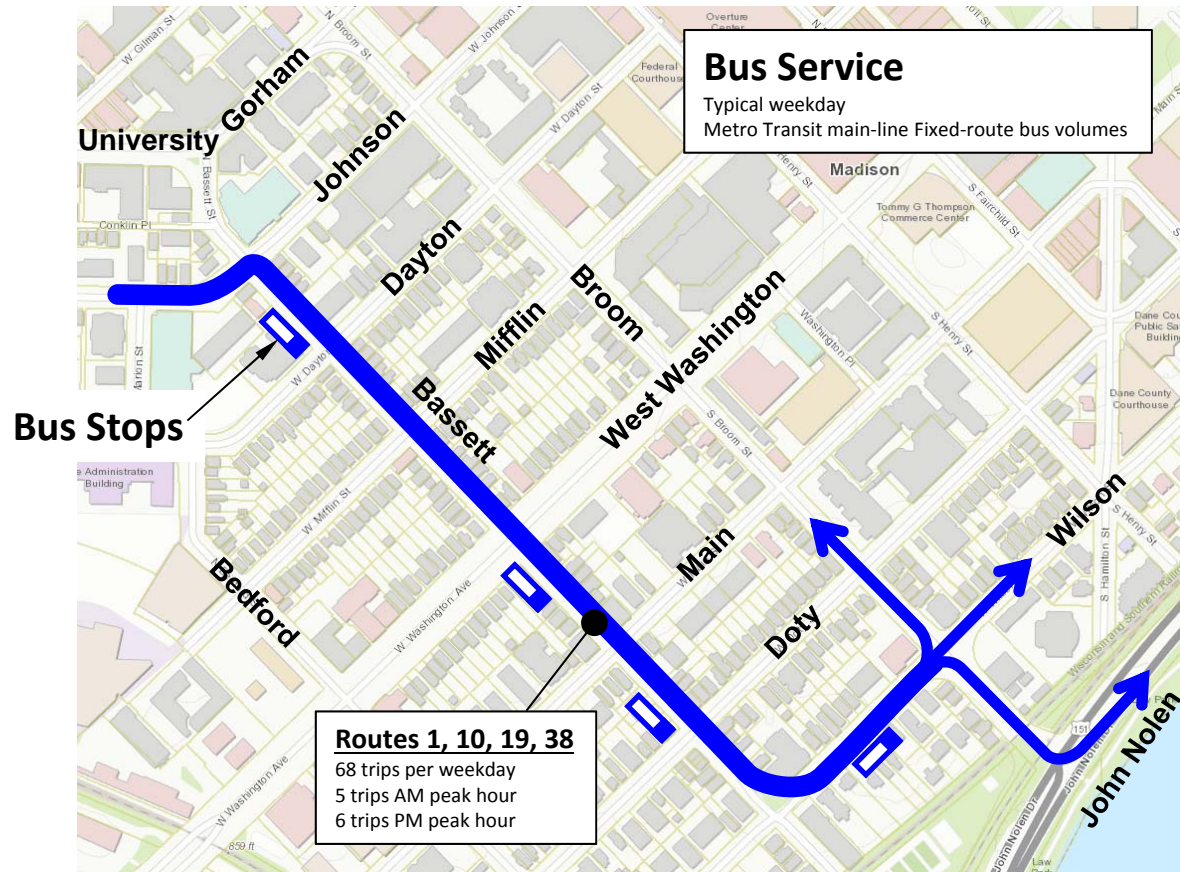 Bus Service
Typical weekday
Metro Transit main-line Fixed-route bus volumes
Overture
Center
W Gilman St
N Broom St
W Johnson St
Federal
Courthouse
Gorham
University
Johnson
N Bassett St
W Dayton St
N Henry St
Madison
Main St
Conklin Pl
Tommy G Thompson
Commerce Center
S Fairchild St
Dayton
Broom
Mifflin
West Washington
Washington Pl
S Henry St
Marion St
W Dayton
Bassett
Bus Stops
S Broom St
Dane County
Courthouse
Administration
Building
W Mifflin St
Wilson
S Henry St
Main
Bedford
W Washington Ave
S Hamilton St
Doty
Wisconsin and Southern Railroad
151
John Nolen
John Nolen Dr
Routes 1, 10, 19, 38
68 trips per weekday
5 trips AM peak hour
6 trips PM peak hour
W Washington Ave
859 ft
Law